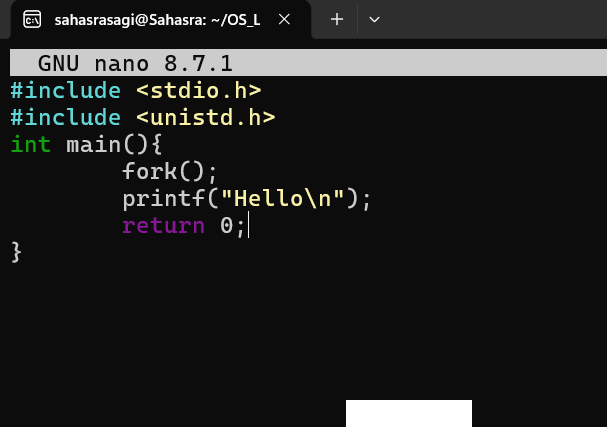 sahasrasagi@Sahasra: ~/OS_L
GNU nano 8.7.1
#include <stdio.h>
#include <unistd.h>
int main(){
        fork();
        printf("Hello\n");
        return 0;
}